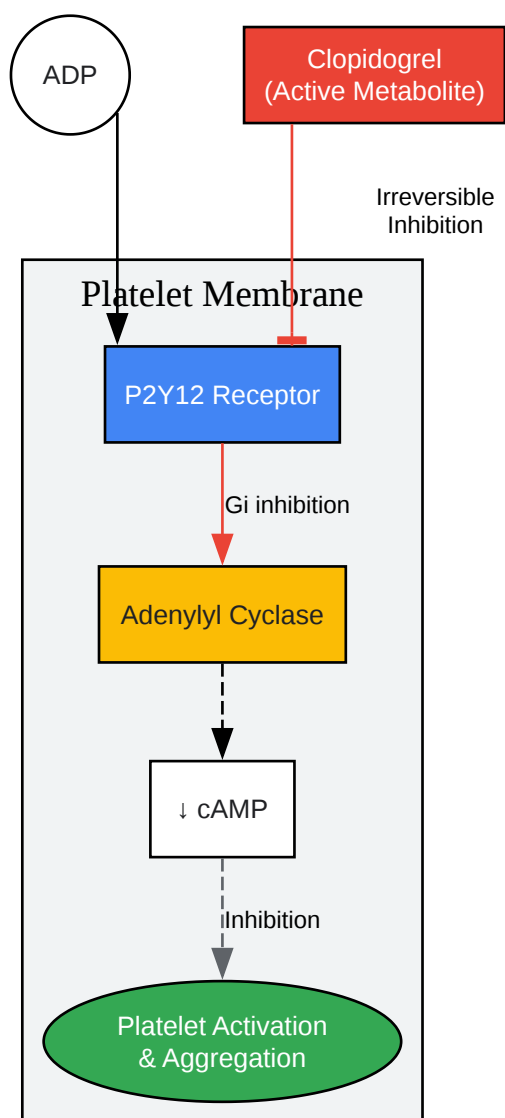 ADP
Clopidogrel
(Active Metabolite)
Irreversible
Inhibition
Platelet Membrane
P2Y12 Receptor
Gi inhibition
Adenylyl Cyclase
↓ cAMP
Inhibition
Platelet Activation
& Aggregation